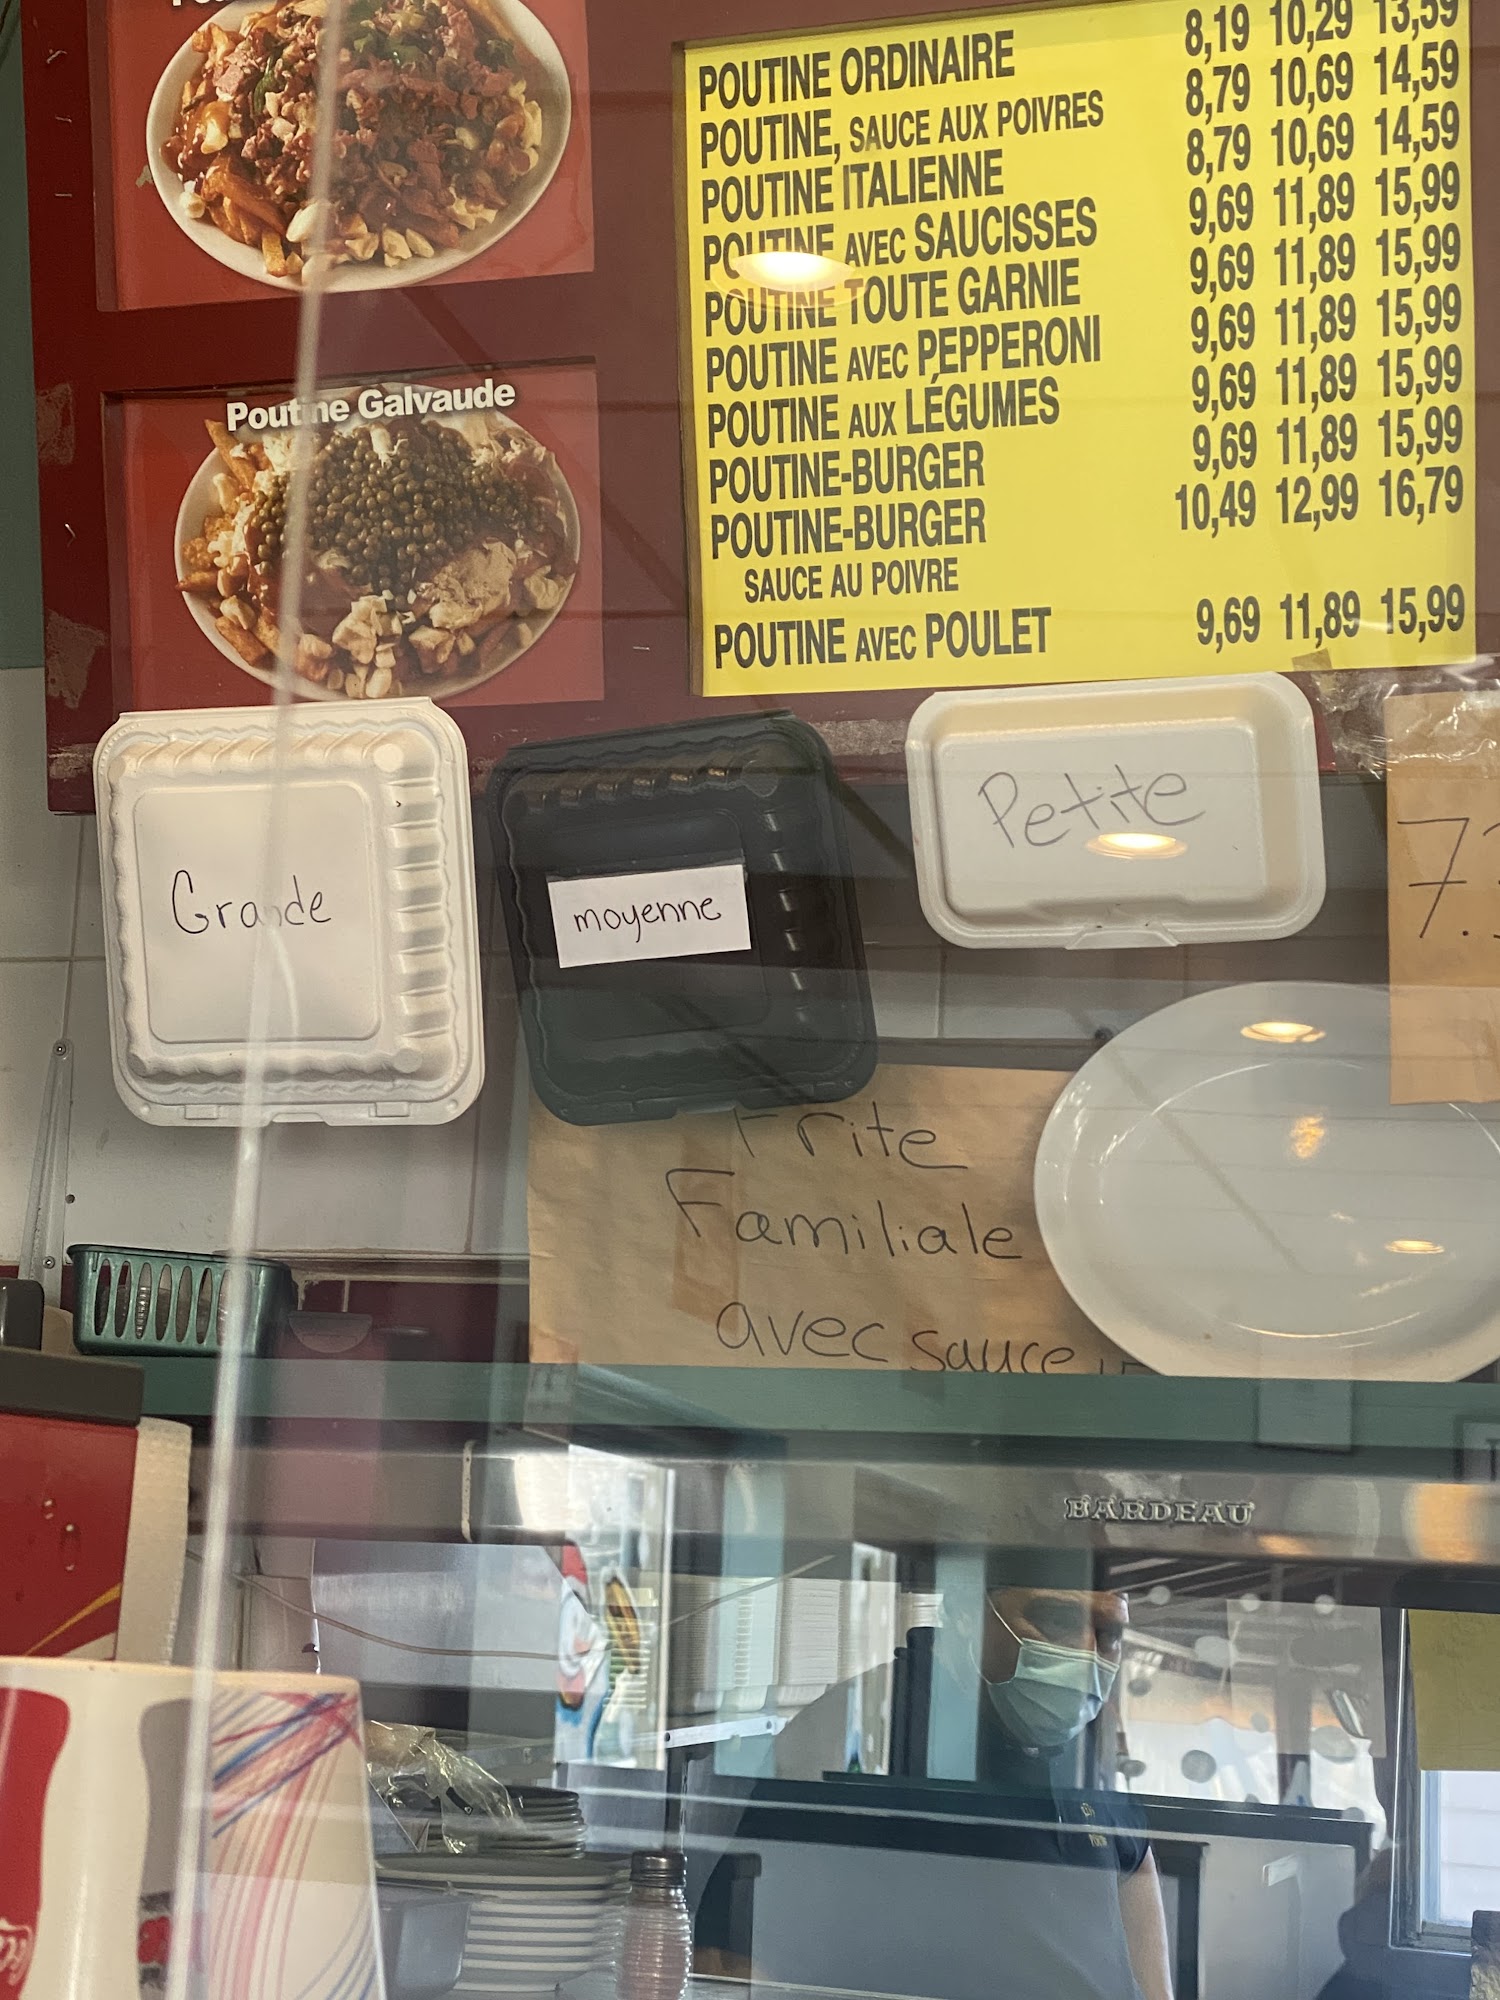 Poutine Galvaude
POUTINE ORDINAIRE 8,19 10,29 13,59
POUTINE, SAUCE AUX POIVRES 8,79 10,69 14,59
POUTINE ITALIENNE 8,79 10,69 14,59
POUTINE AVEC SAUCISSES 9,69 11,89 15,99
POUTINE TOUTE GARNIE 9,69 11,89 15,99
POUTINE AVEC PEPPERONI 9,69 11,89 15,99
POUTINE AUX LÉGUMES 9,69 11,89 15,99
POUTINE-BURGER 9,69 11,89 15,99
POUTINE-BURGER 10,49 12,99 16,79
SAUCE AU POIVRE
POUTINE AVEC POULET 9,69 11,89 15,99
Grande
moyenne
Petite
7.
Frite
Familiale
avec sauce
BARDEAU